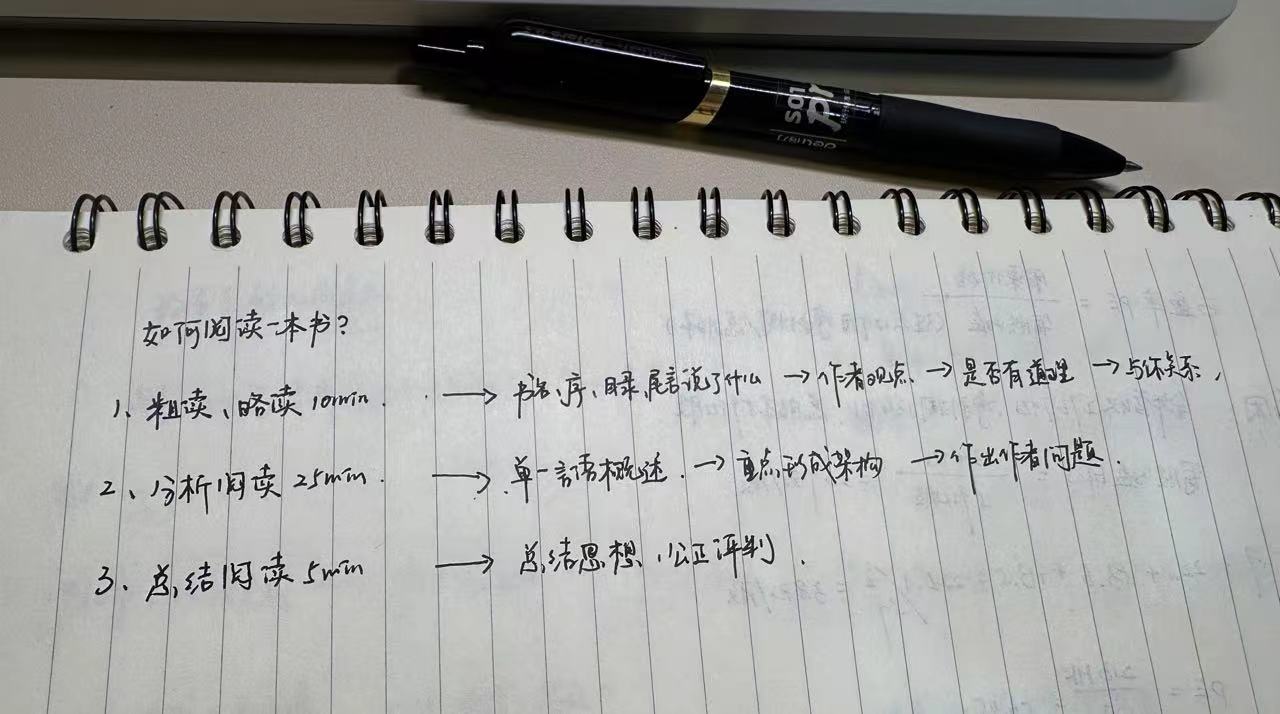 如何阅读一本书?
1、粗读、略读 10min. → 书名、序、目录、尾言说了什么 → 作者观点 → 是否有道理 → 与你关系,
2、分析阅读 25min. → 单一言语概述. → 重点形成架构 → 作出作者问题.
3、总结阅读 5min → 总结思想,公正评判.